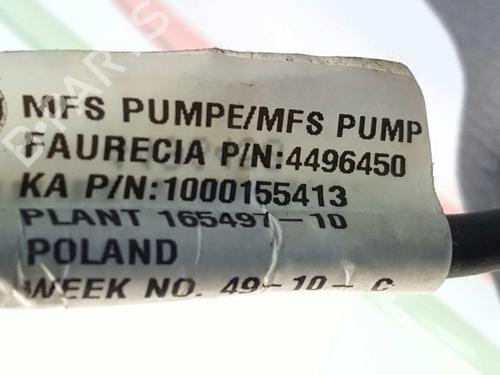 MFS PUMPE/MFS PUMP
FAURECIA P/N:4496450
KA P/N:1000155413
PLANT 165497-10
POLAND
WEEK NO. 49-10- C